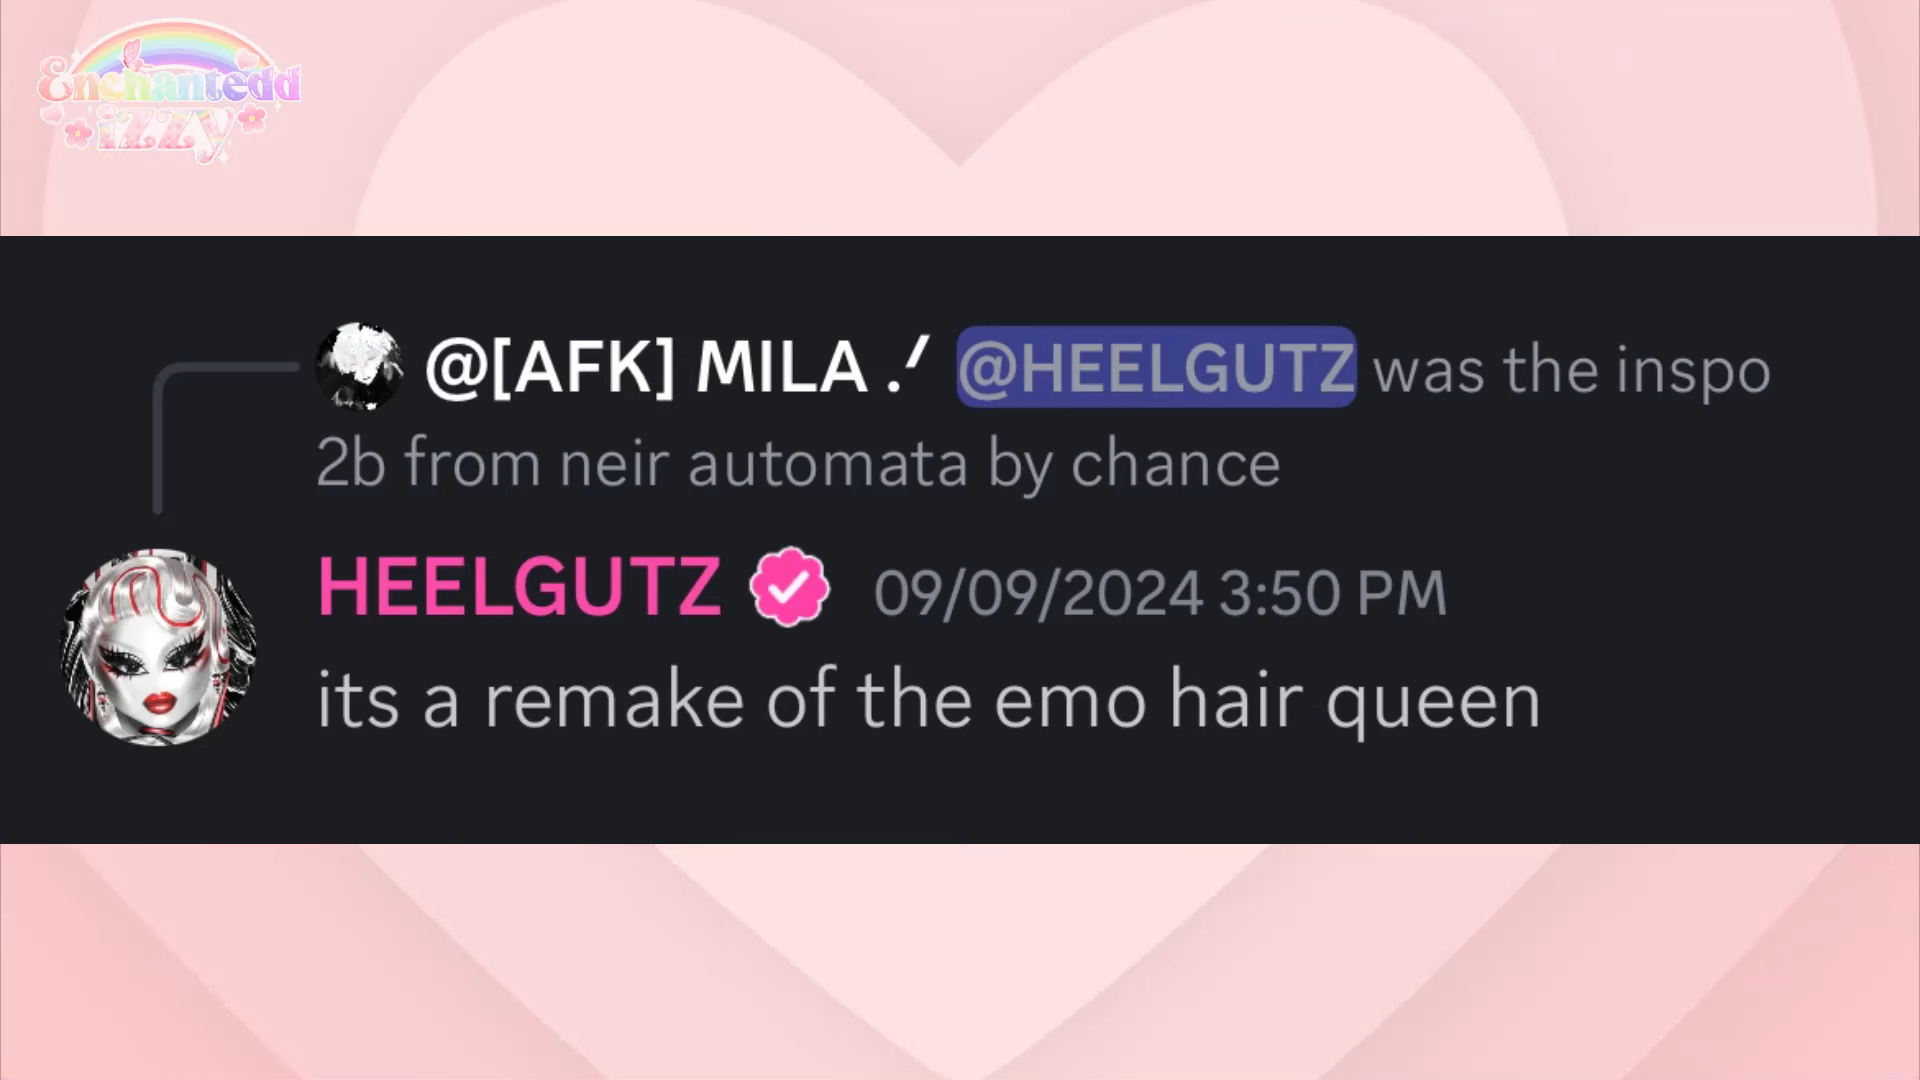 Enchantedd
izzy
@[AFK] MILA .ᐟ @HEELGUTZ was the inspo
2b from neir automata by chance
HEELGUTZ 09/09/2024 3:50 PM
its a remake of the emo hair queen